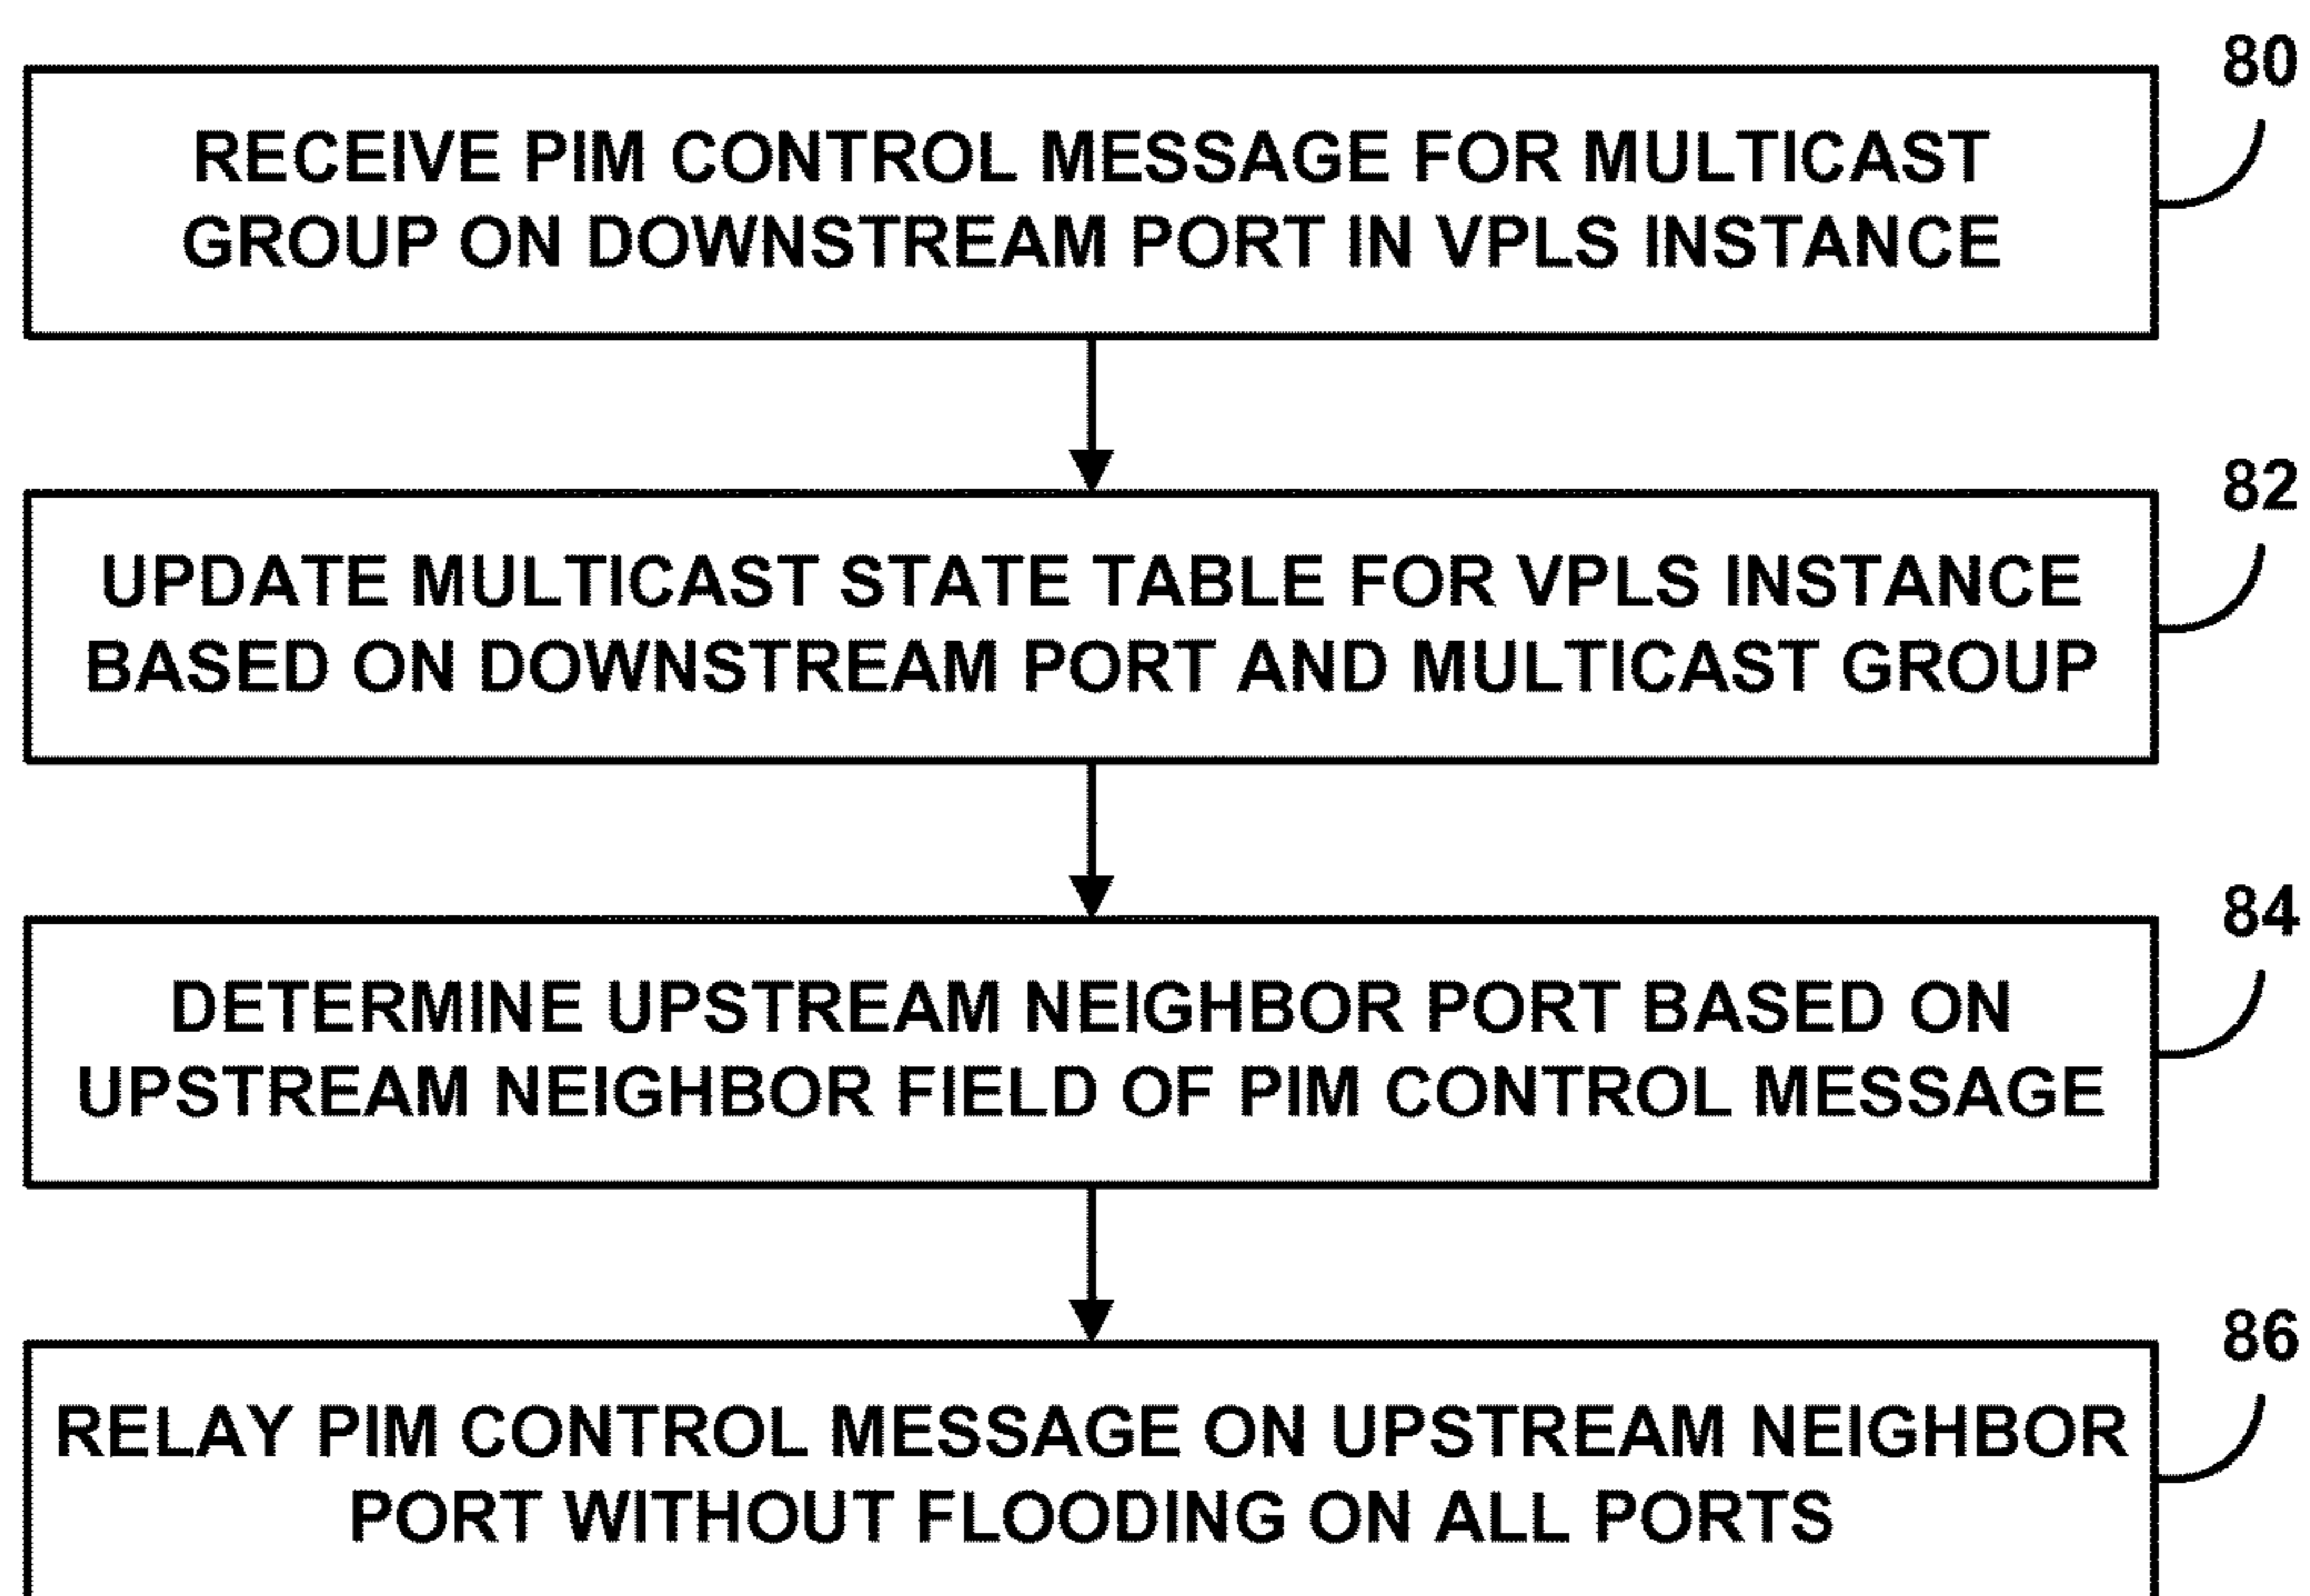 80
RECEIVE PIM CONTROL MESSAGE FOR MULTICAST
GROUP ON DOWNSTREAM PORT IN VPLS INSTANCE
82
UPDATE MULTICAST STATE TABLE FOR VPLS INSTANCE
BASED ON DOWNSTREAM PORT AND MULTICAST GROUP
84
DETERMINE UPSTREAM NEIGHBOR PORT BASED ON
UPSTREAM NEIGHBOR FIELD OF PIM CONTROL MESSAGE
86
RELAY PIM CONTROL MESSAGE ON UPSTREAM NEIGHBOR
PORT WITHOUT FLOODING ON ALL PORTS